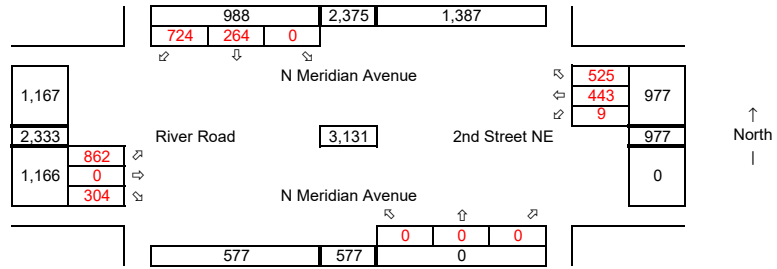 988 2,375 1,387
724 264 0
⬃ ⇩ ⬂
N Meridian Avenue
⬁ 525
1,167 ⇦ 443 977
⬃ 9
↑
2,333 River Road 3,131 2nd Street NE 977 North
|
862 ⬀
1,166 0 ⇨ 0
304 ⬂ N Meridian Avenue
⬁ ⇧ ⬀
0 0 0
577 577 0